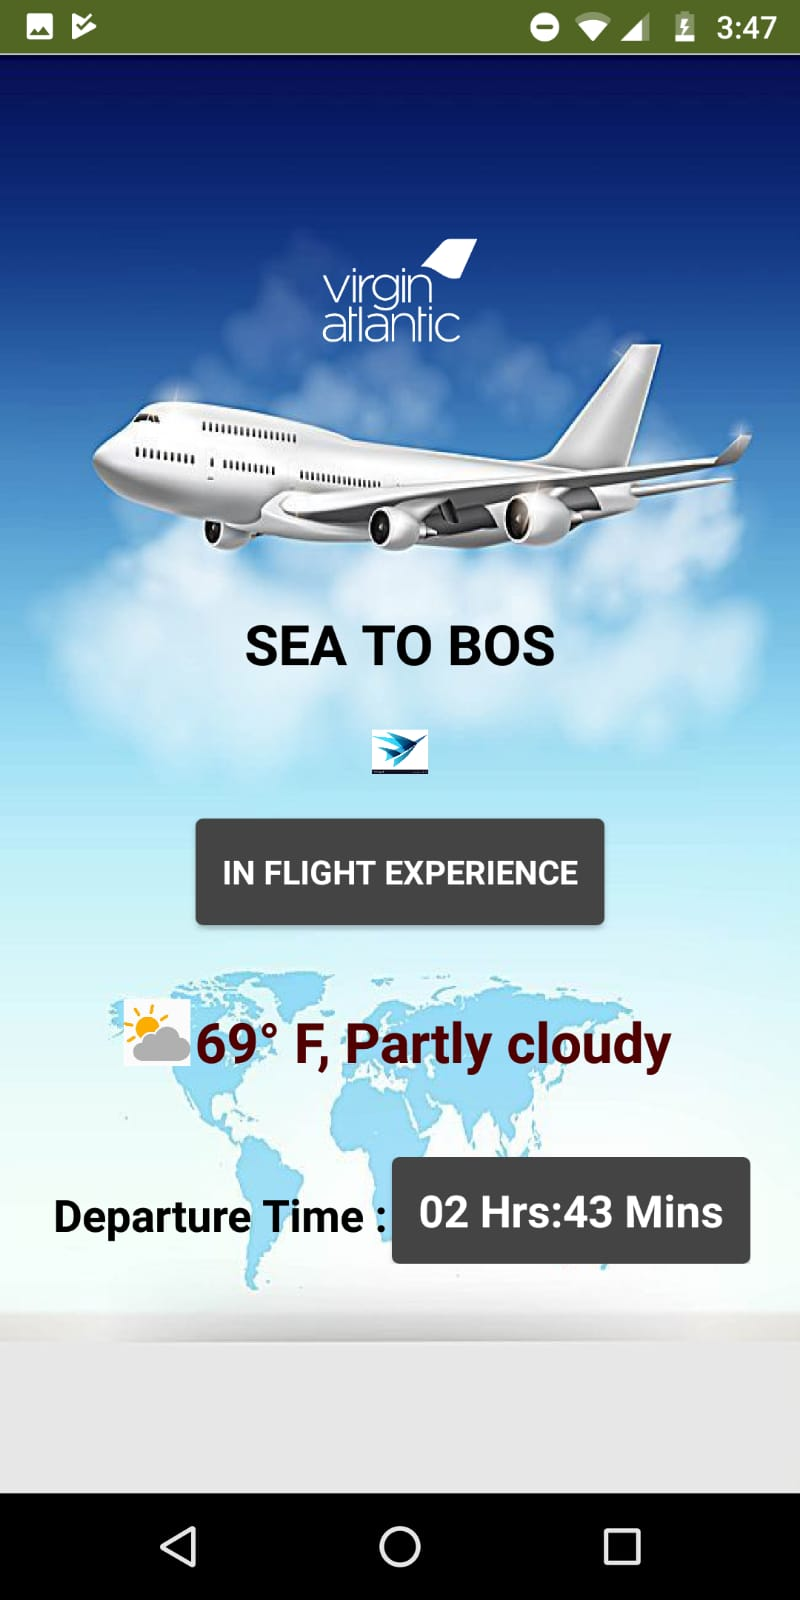 3:47
virgin
atlantic
SEA TO BOS
IN FLIGHT EXPERIENCE
69° F, Partly cloudy
Departure Time : 02 Hrs:43 Mins